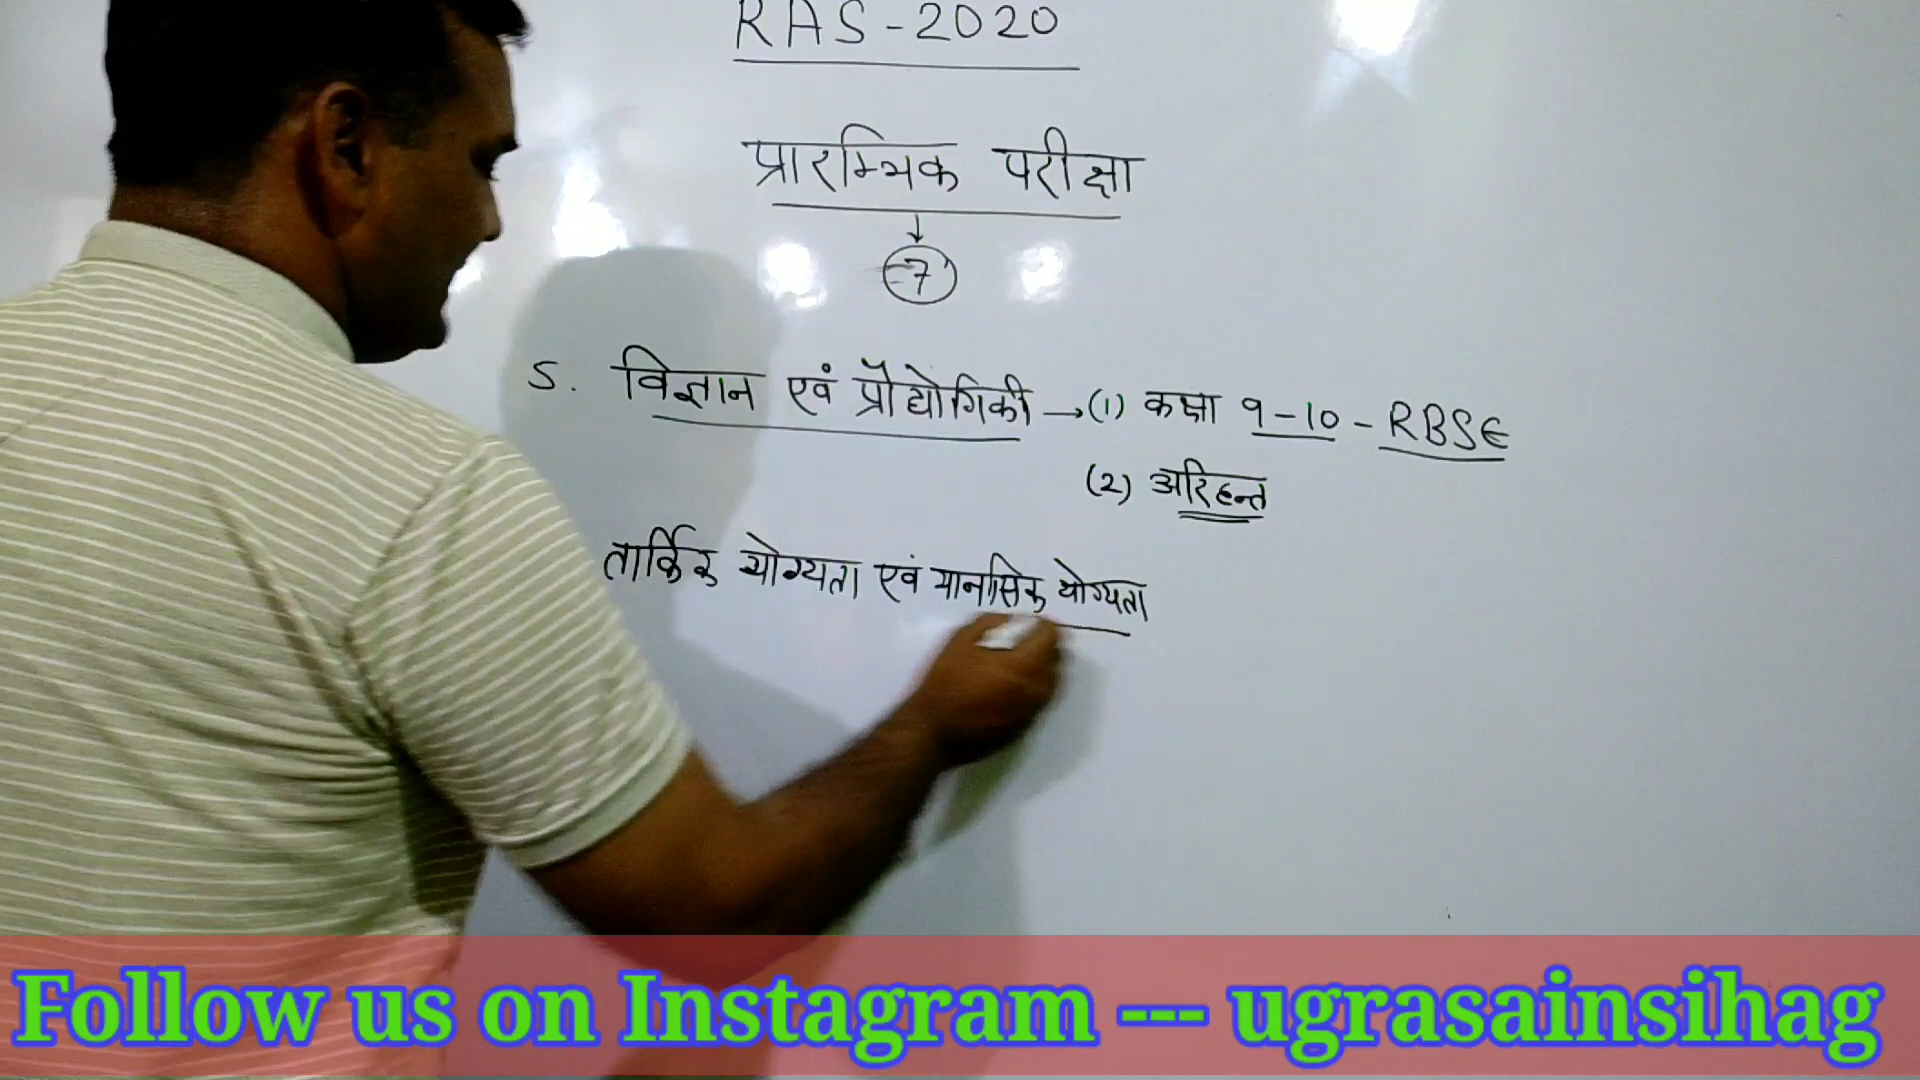 RAS-2020
प्रारम्भिक परीक्षा
↓
7
5. विज्ञान एवं प्रौद्योगिकी → (1) कक्षा 9-10 - RBSE
(2) अरिहन्त
तार्किक योग्यता एवं मानसिक योग्यता
Follow us on Instagram --- ugrasainsihag